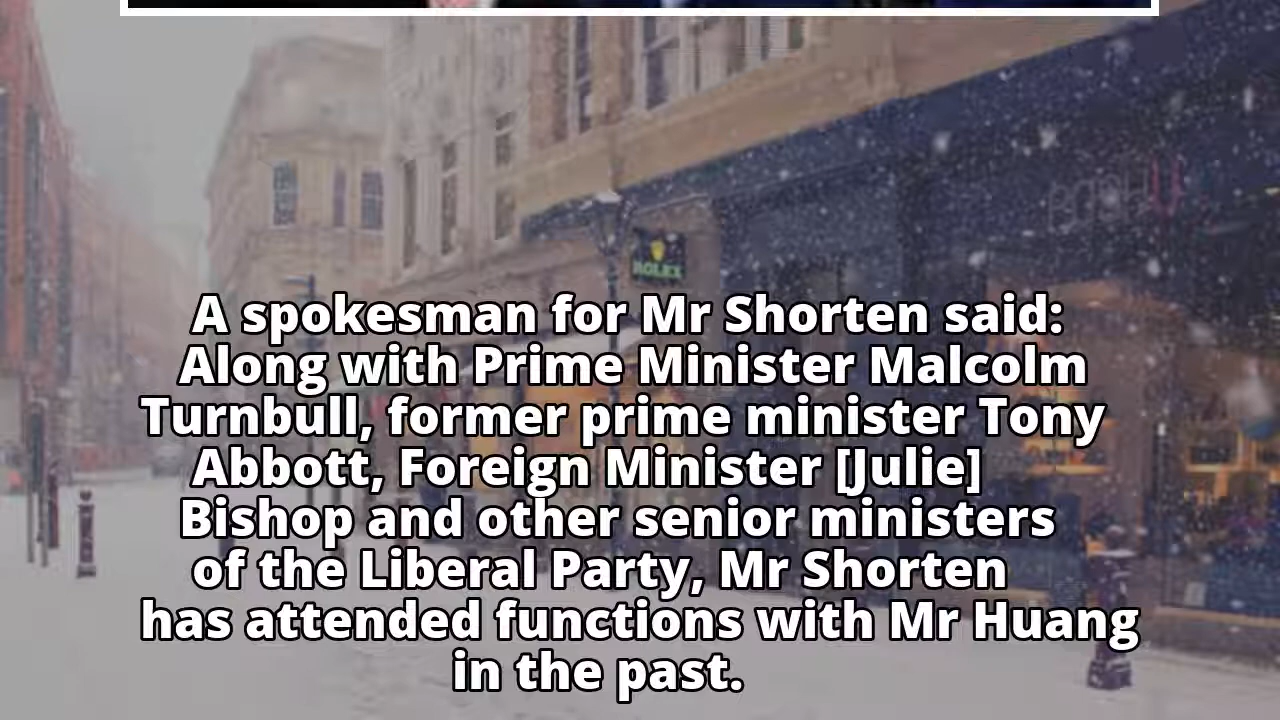 ROLEX
A spokesman for Mr Shorten said:
Along with Prime Minister Malcolm
Turnbull, former prime minister Tony
Abbott, Foreign Minister [Julie]
Bishop and other senior ministers
of the Liberal Party, Mr Shorten
has attended functions with Mr Huang
in the past.